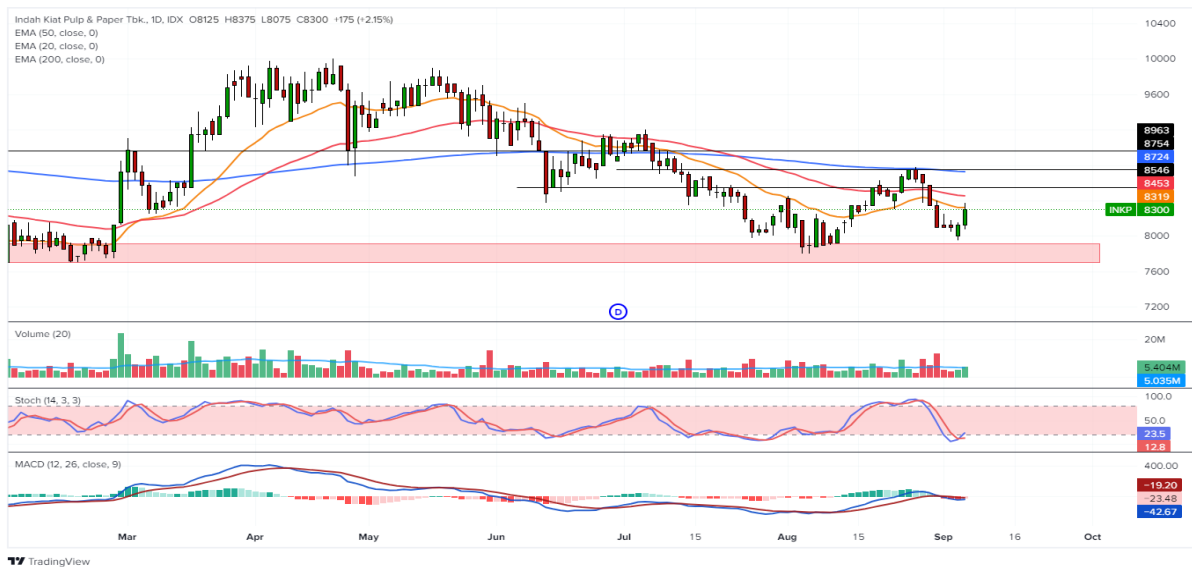 Indah Kiat Pulp & Paper Tbk., 1D, IDX O8125 H8375 L8075 C8300 +175 (+2.15%)
EMA (50, close, 0)
EMA (20, close, 0)
EMA (200, close, 0)
10400
10000
9600
8963
8754
8724
8546
8453
8319
INKP 8300
8000
7600
7200
D
Volume (20)
20M
5.404M
5.035M
Stoch (14, 3, 3)
100.0
50.0
23.5
12.8
MACD (12, 26, close, 9)
400.00
−19.20
−23.48
−42.67
Mar Apr May Jun Jul 15 Aug 15 Sep 16 Oct
TradingView